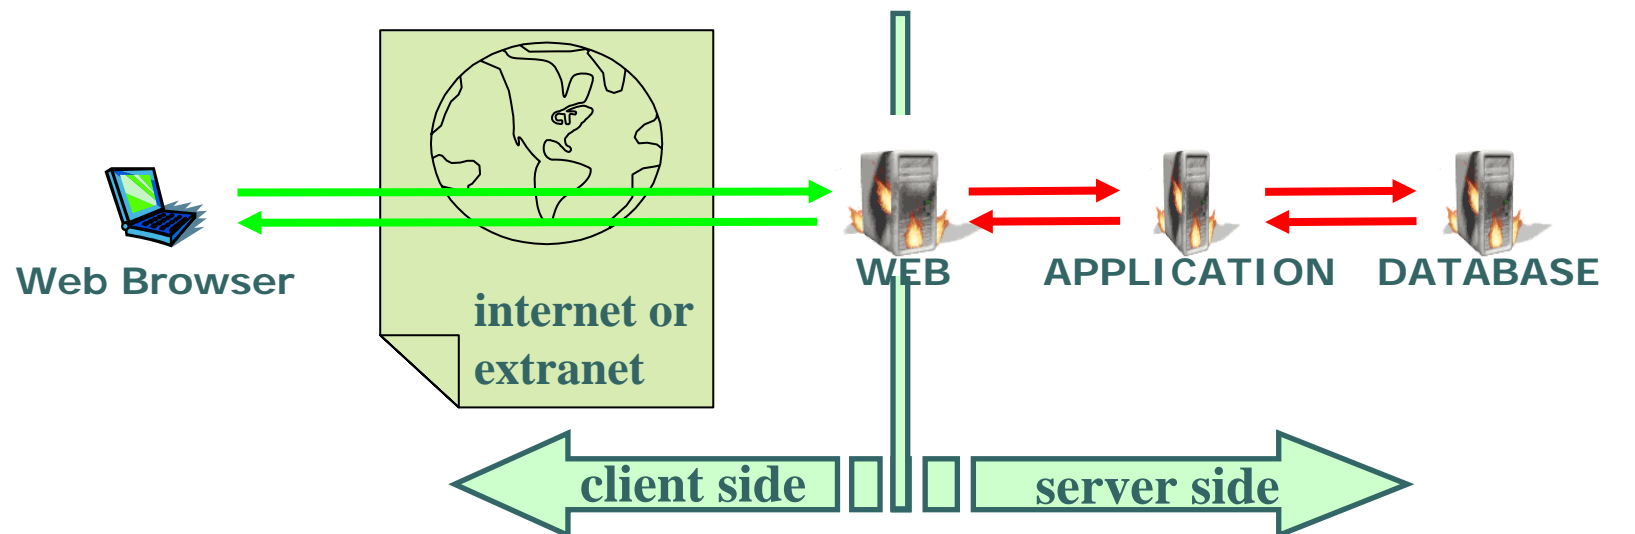 Web Browser
internet or
extranet
WEB
APPLICATION
DATABASE
client side
server side